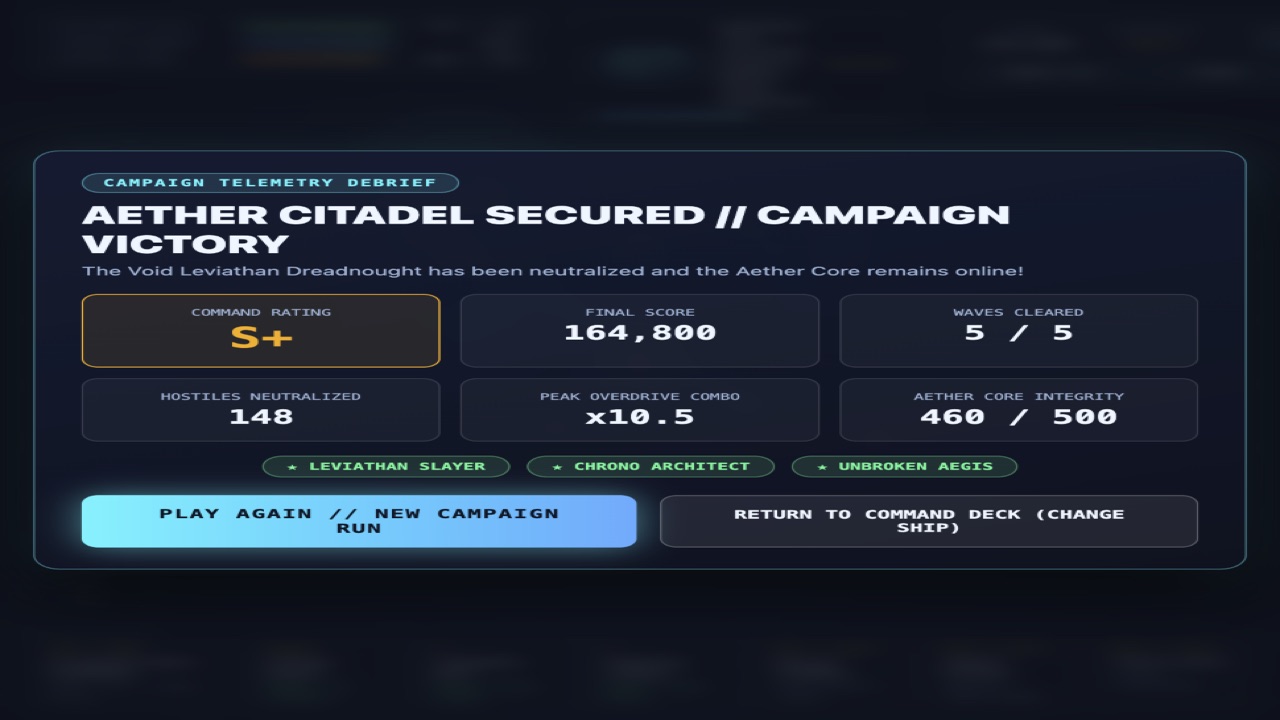 CAMPAIGN TELEMETRY DEBRIEF
AETHER CITADEL SECURED // CAMPAIGN
VICTORY
The Void Leviathan Dreadnought has been neutralized and the Aether Core remains online!
COMMAND RATING
S+
FINAL SCORE
164,800
WAVES CLEARED
5 / 5
HOSTILES NEUTRALIZED
148
PEAK OVERDRIVE COMBO
x10.5
AETHER CORE INTEGRITY
460 / 500
★ LEVIATHAN SLAYER
★ CHRONO ARCHITECT
★ UNBROKEN AEGIS
PLAY AGAIN // NEW CAMPAIGN
RUN
RETURN TO COMMAND DECK (CHANGE
SHIP)